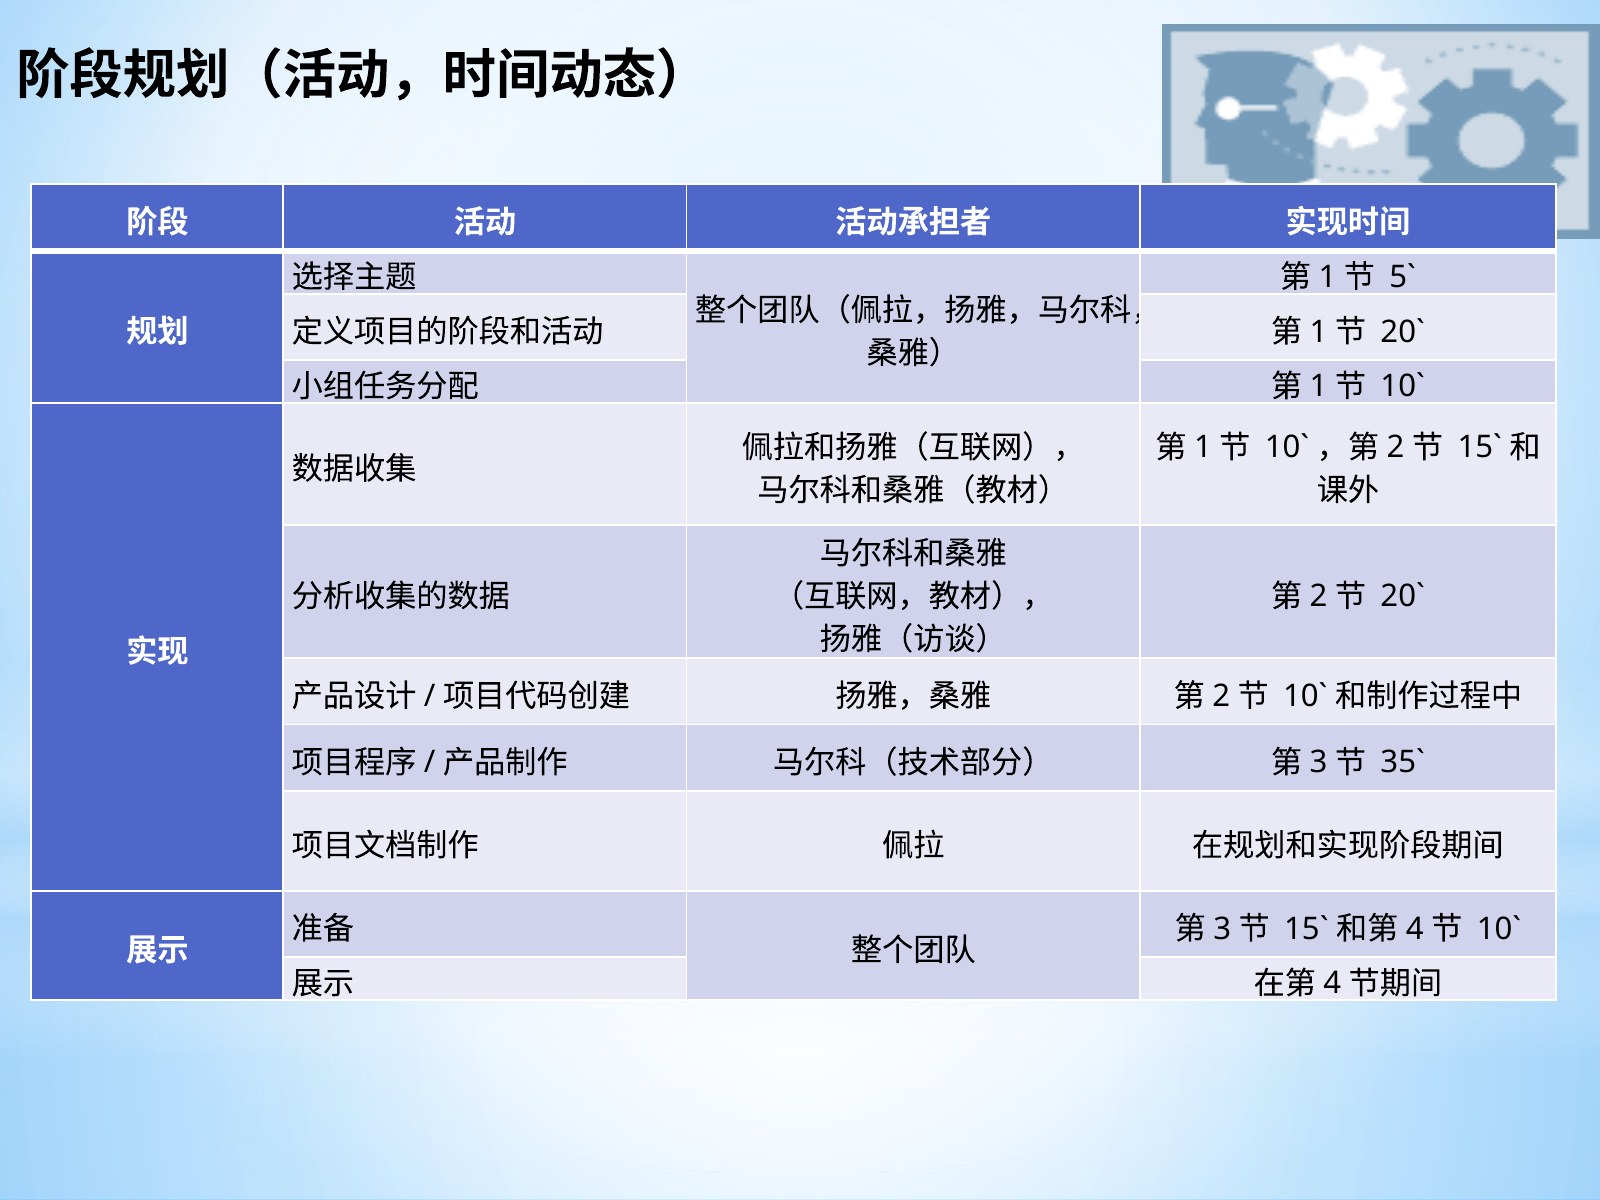 阶段规划（活动，时间动态）
阶段
活动
活动承担者
实现时间
规划
选择主题
整个团队（佩拉，扬雅，马尔科，
桑雅）
第 1 节 5`
定义项目的阶段和活动
第 1 节 20`
小组任务分配
第 1 节 10`
实现
数据收集
佩拉和扬雅（互联网），
马尔科和桑雅（教材）
第 1 节 10` ，第 2 节 15` 和
课外
分析收集的数据
马尔科和桑雅
（互联网，教材），
扬雅（访谈）
第 2 节 20`
产品设计 / 项目代码创建
扬雅，桑雅
第 2 节 10` 和制作过程中
项目程序 / 产品制作
马尔科（技术部分）
第 3 节 35`
项目文档制作
佩拉
在规划和实现阶段期间
展示
准备
整个团队
第 3 节 15` 和第 4 节 10`
展示
在第 4 节期间